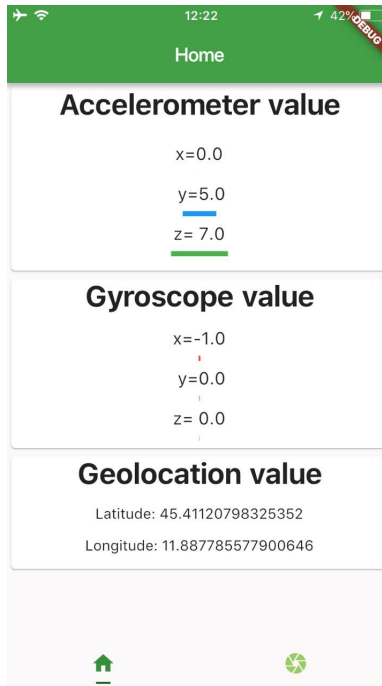 12:22
42%
DEBUG
Home
Accelerometer value
x=0.0
y=5.0
z= 7.0
Gyroscope value
x=-1.0
y=0.0
z= 0.0
Geolocation value
Latitude: 45.41120798325352
Longitude: 11.887785577900646